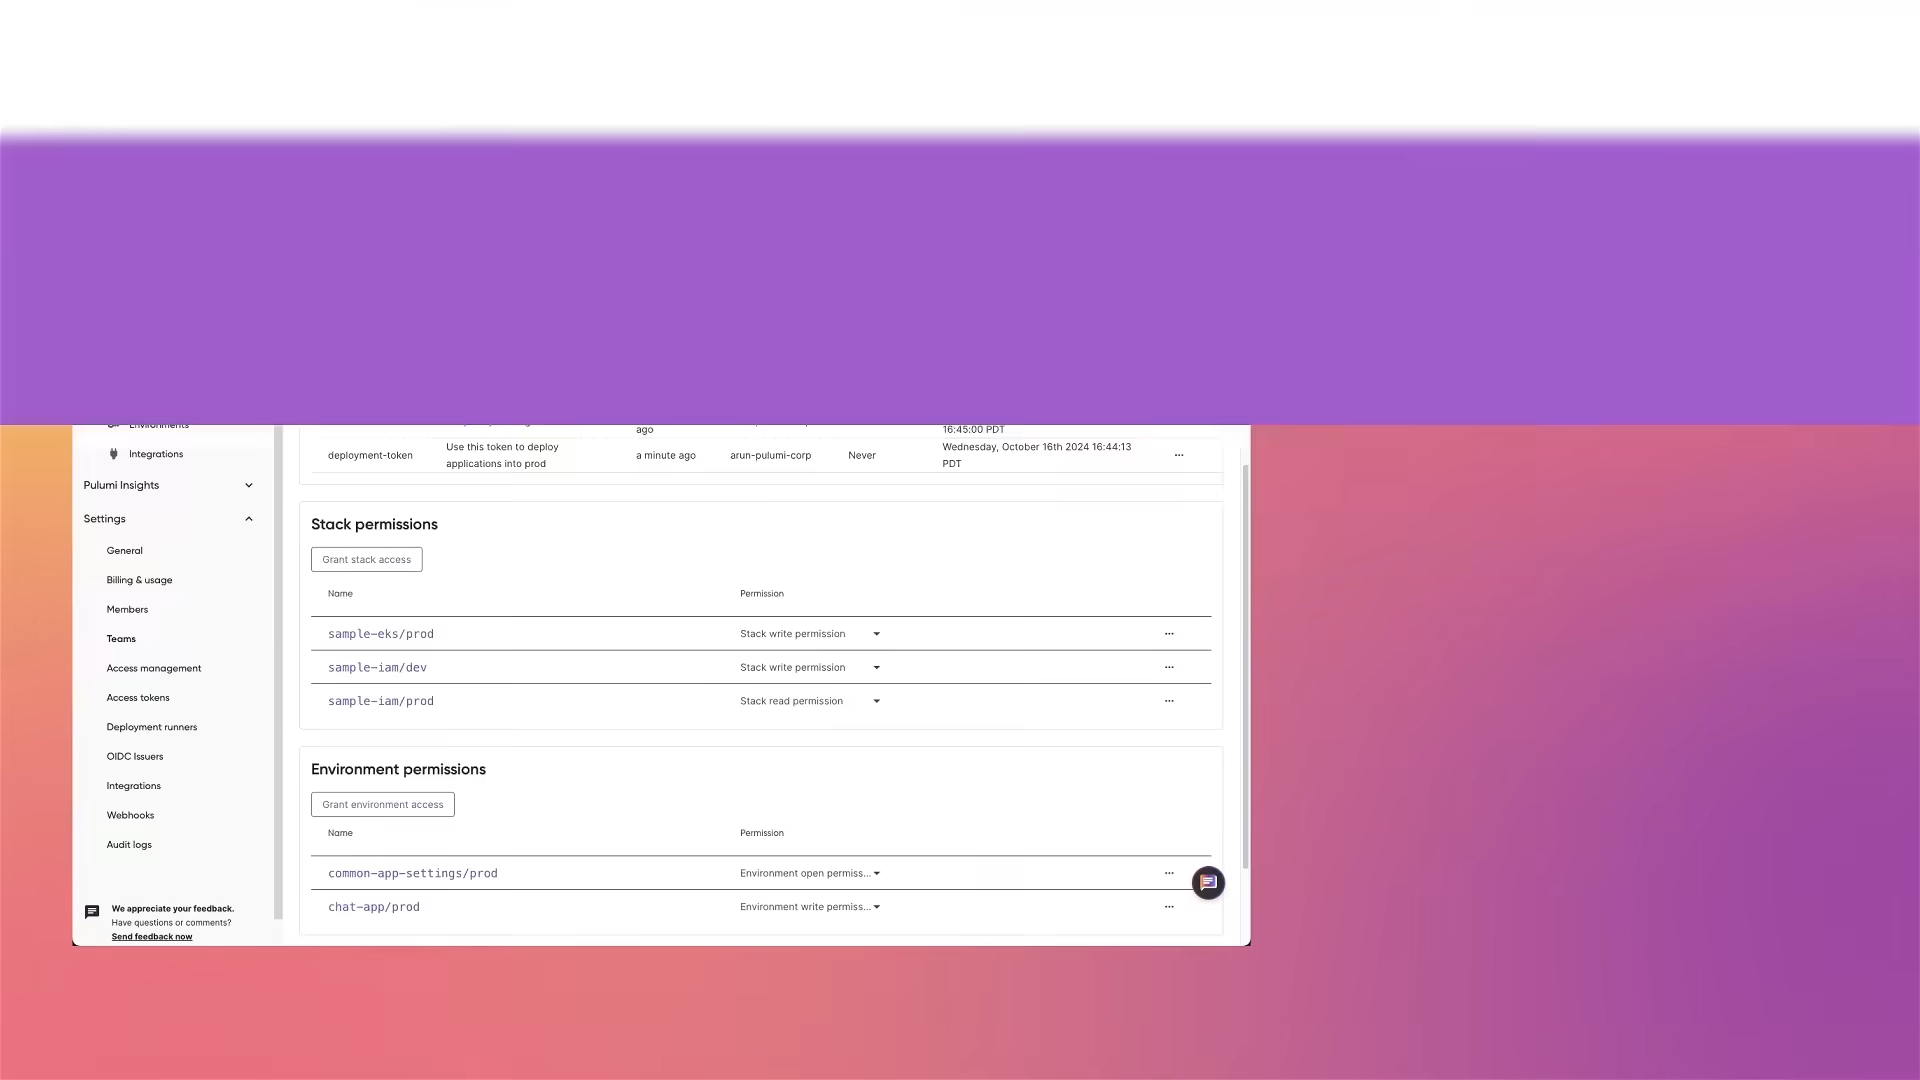 Environments
Integrations
Pulumi Insights
Settings
General
Billing & usage
Members
Teams
Access management
Access tokens
Deployment runners
OIDC Issuers
Integrations
Webhooks
Audit logs
We appreciate your feedback.
Have questions or comments?
Send feedback now
ago
16:45:00 PDT
deployment-token
Use this token to deploy
applications into prod
a minute ago
arun-pulumi-corp
Never
Wednesday, October 16th 2024 16:44:13
PDT
Stack permissions
Grant stack access
Name Permission
sample-eks/prod Stack write permission
sample-iam/dev Stack write permission
sample-iam/prod Stack read permission
Environment permissions
Grant environment access
Name Permission
common-app-settings/prod Environment open permiss...
chat-app/prod Environment write permiss...